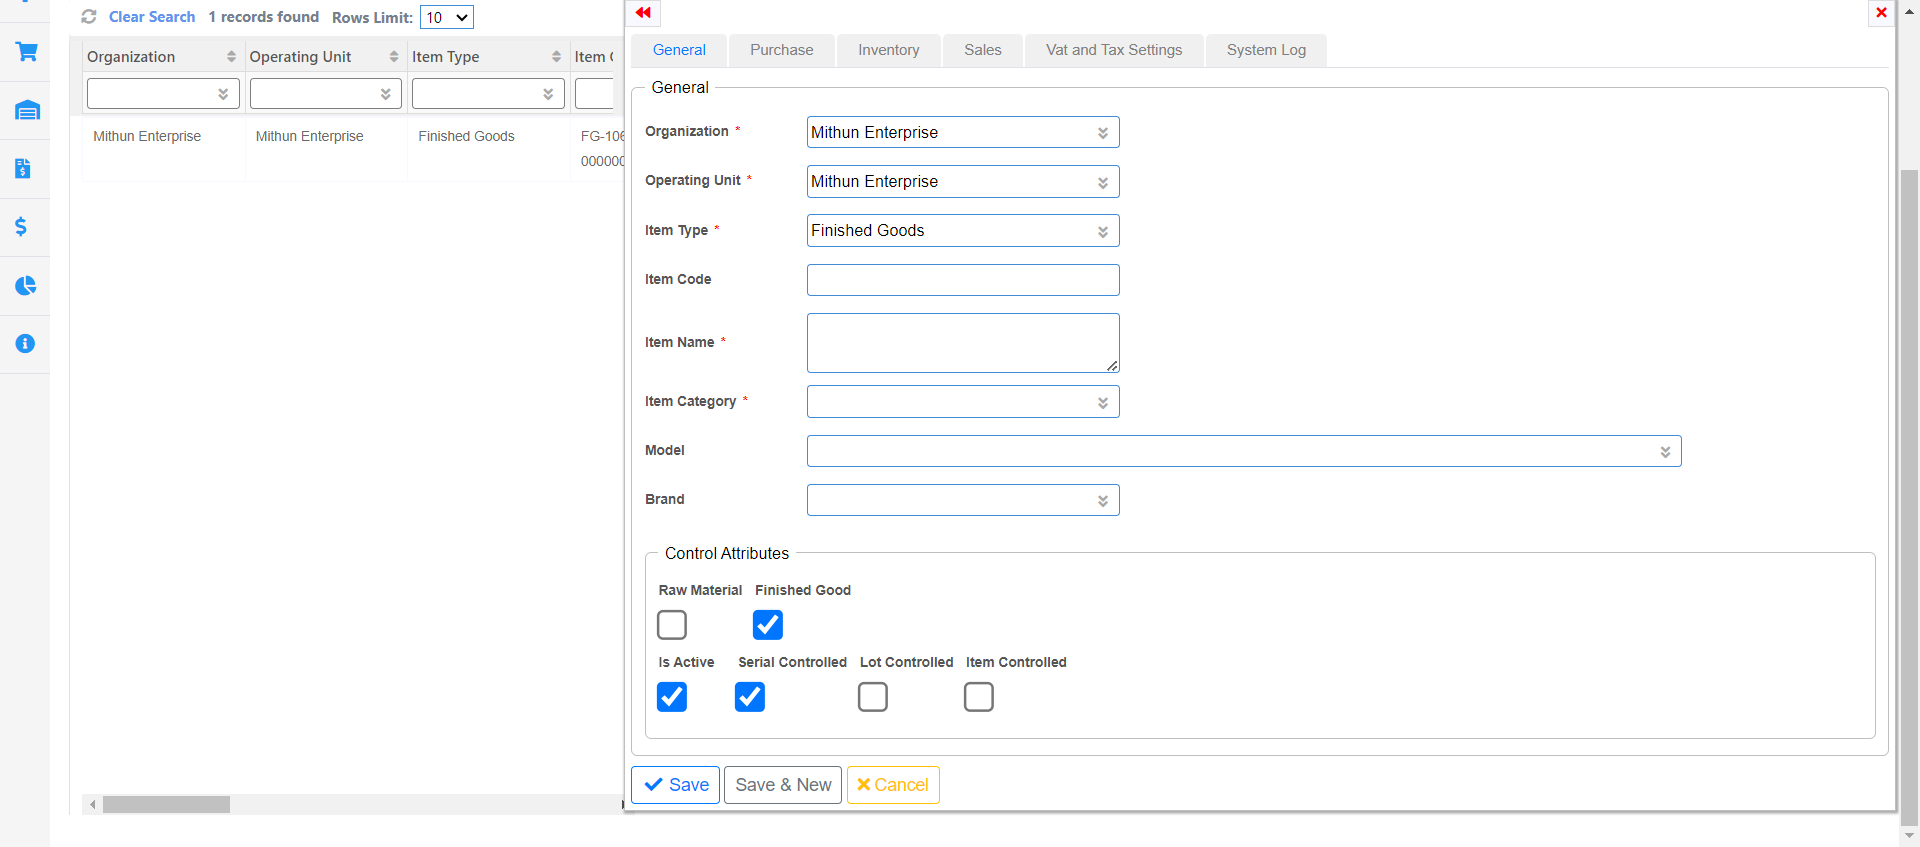 Clear Search 1 records found Rows Limit: 10
Organization Operating Unit Item Type Item
Mithun Enterprise Mithun Enterprise Finished Goods FG-106
000000
General Purchase Inventory Sales Vat and Tax Settings System Log
General
Organization * Mithun Enterprise
Operating Unit * Mithun Enterprise
Item Type * Finished Goods
Item Code
Item Name *
Item Category *
Model
Brand
Control Attributes
Raw Material Finished Good
Is Active Serial Controlled Lot Controlled Item Controlled
Save Save & New Cancel